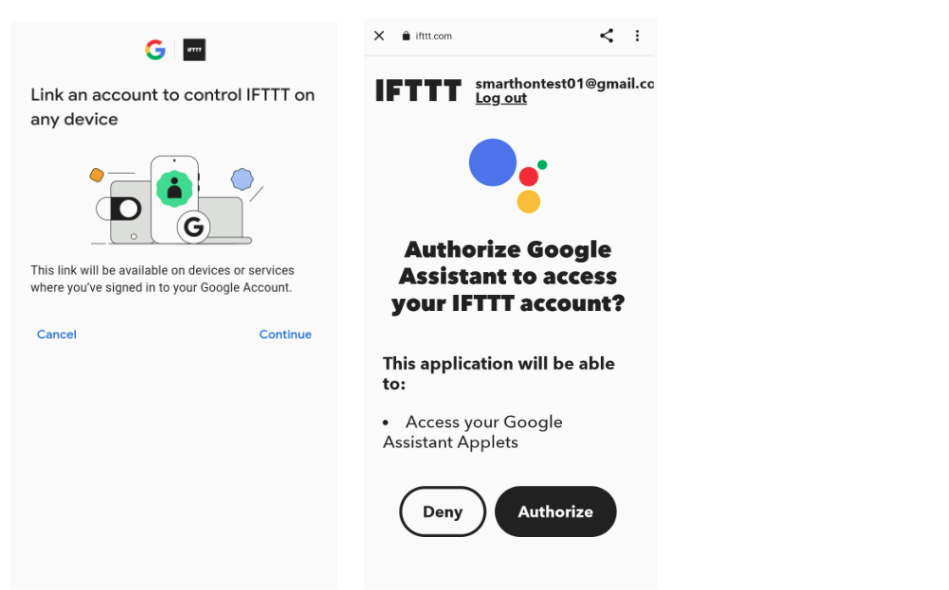 IFTTT
Link an account to control IFTTT on
any device
G
This link will be available on devices or services
where you've signed in to your Google Account.
Cancel
Continue
ifttt.com
IFTTT
smarthontest01@gmail.co
Log out
Authorize Google
Assistant to access
your IFTTT account?
This application will be able
to:
• Access your Google
Assistant Applets
Deny
Authorize